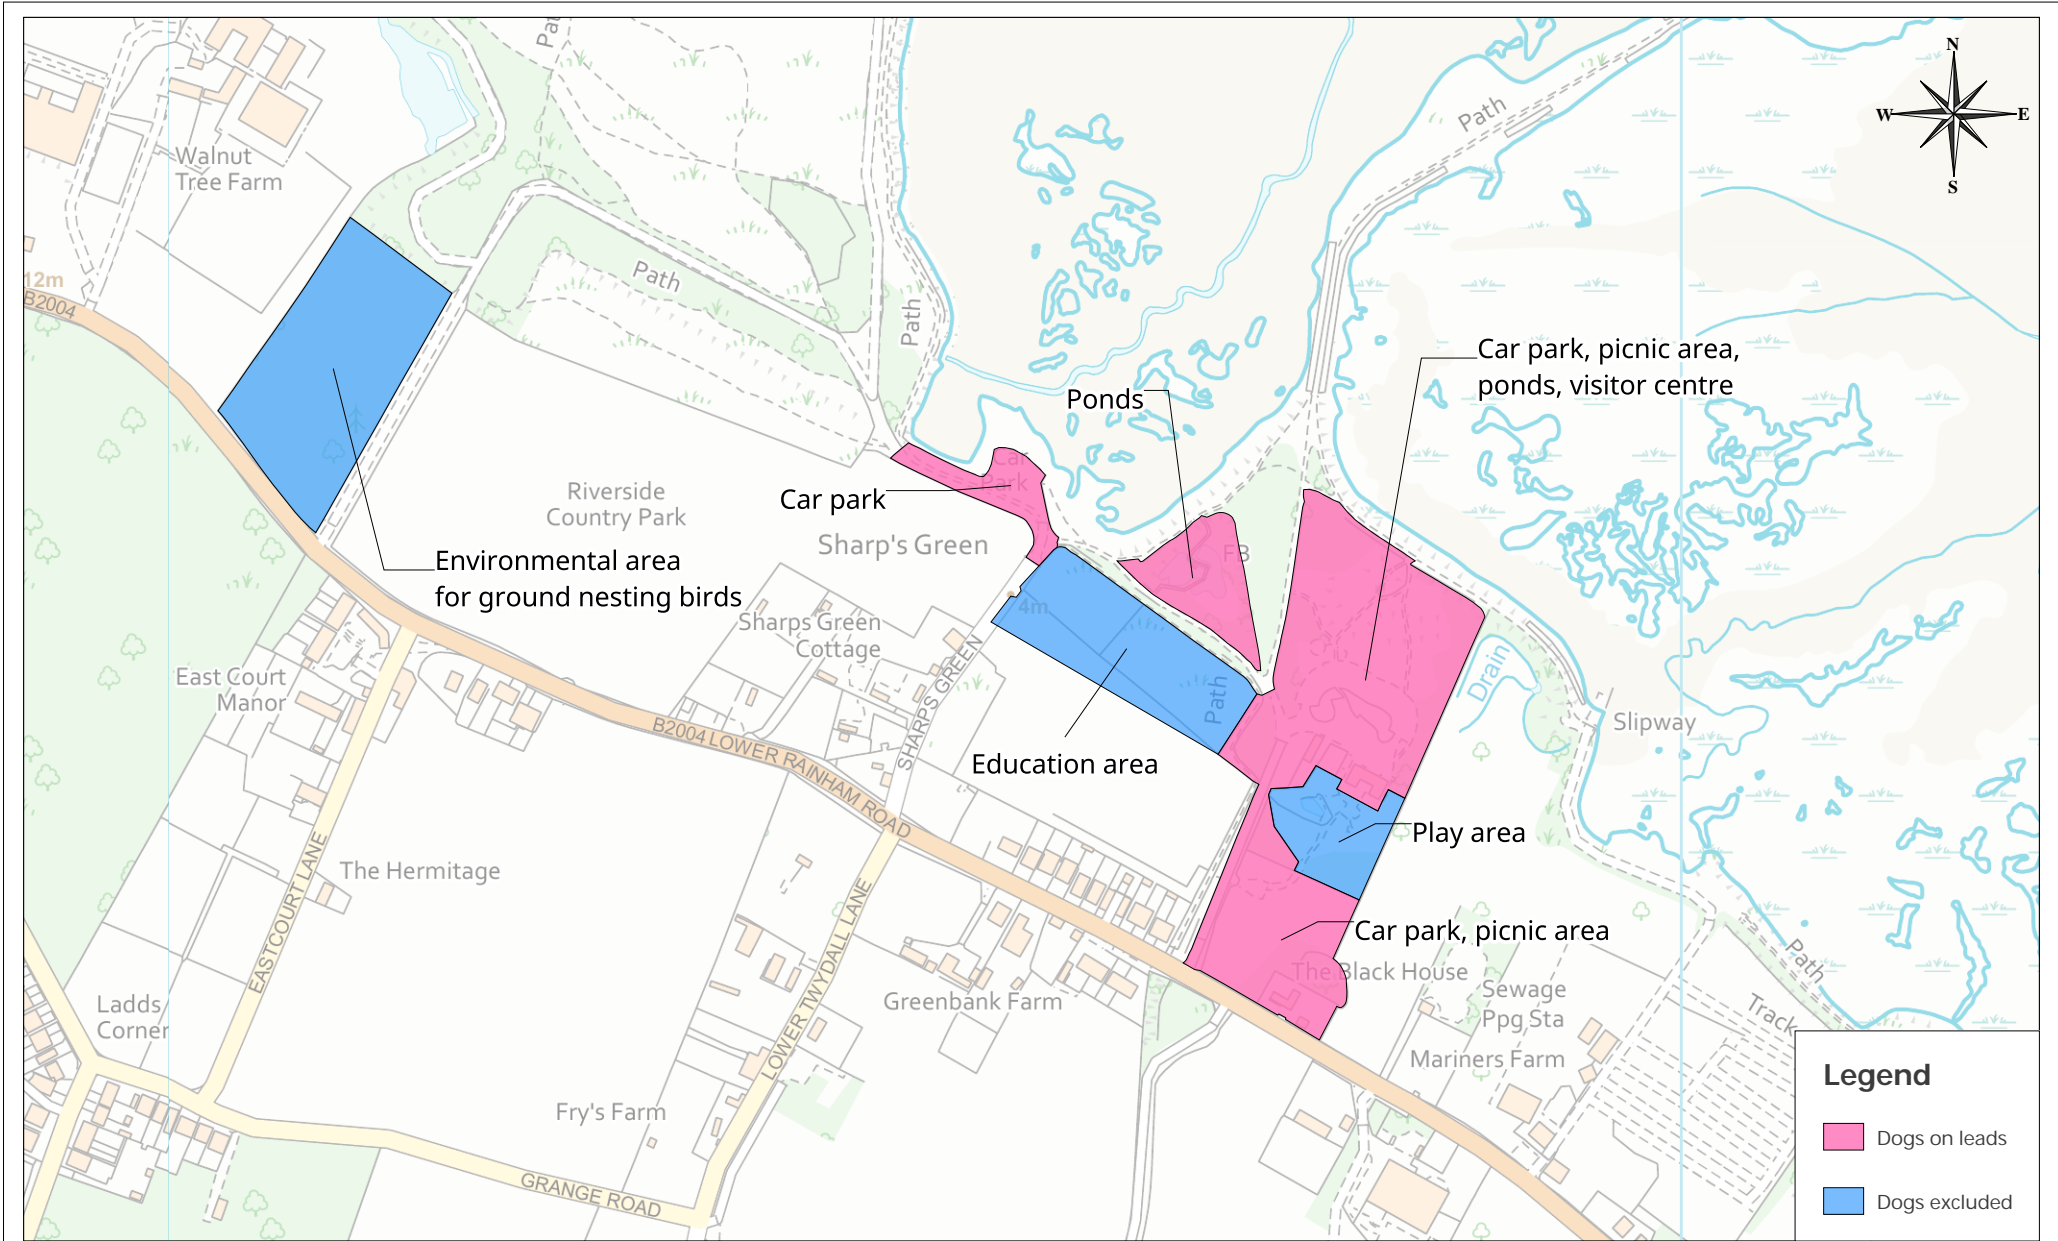 Path
N
W
E
S
Path
Walnut
Tree Farm
Path
12m
B2004
Path
Car park, picnic area,
ponds, visitor centre
Ponds
Car
Park
Car park
Riverside
Country Park
Sharp's Green
FB
Environmental area
for ground nesting birds
4m
Sharps Green
Cottage
SHARPS GREEN
East Court
Manor
Path
Drain
Slipway
B2004 LOWER RAINHAM ROAD
Education area
Play area
The Hermitage
EASTCOURT LANE
LOWER TWYDALL LANE
Car park, picnic area
The Black House
Greenbank Farm
Sewage
Ppg Sta
Path
Track
Ladds
Corner
Mariners Farm
Fry's Farm
GRANGE ROAD
Legend
Dogs on leads
Dogs excluded